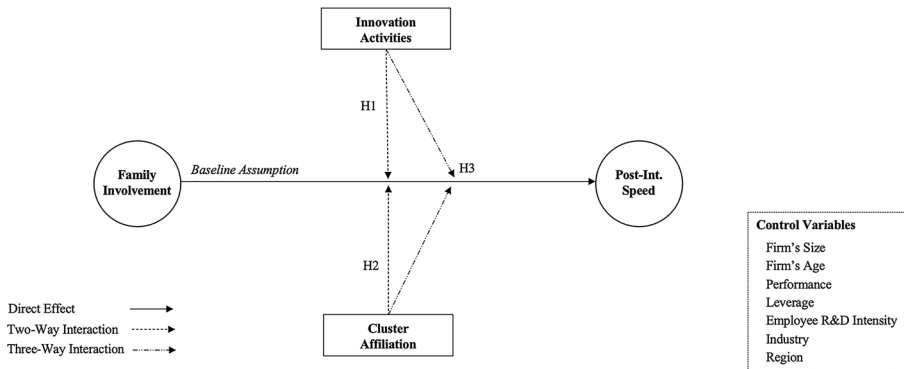 Innovation
Activities
H1
Family
Involvement
Baseline Assumption
H3
Post-Int.
Speed
H2
Cluster
Affiliation
Direct Effect
Two-Way Interaction
Three-Way Interaction
Control Variables
Firm's Size
Firm's Age
Performance
Leverage
Employee R&D Intensity
Industry
Region